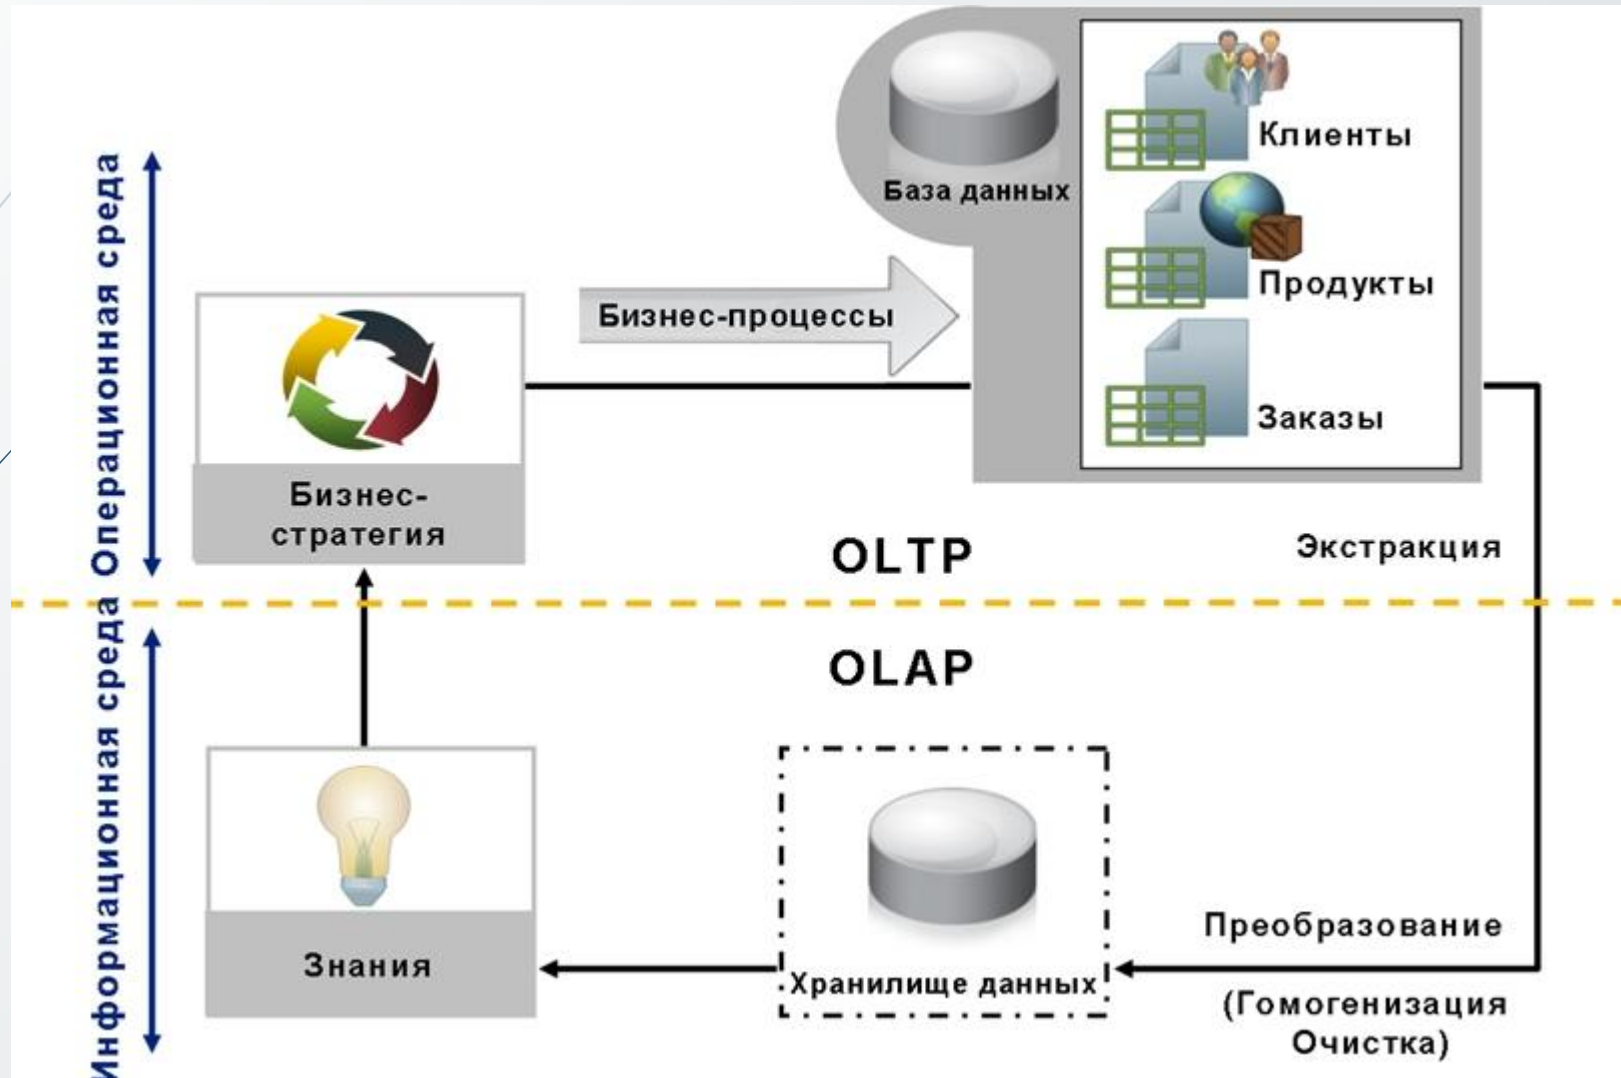 База данных
Клиенты
Продукты
Заказы
Операционная среда
Бизнес-процессы
Бизнес-
стратегия
OLTP
Экстракция
Информационная среда
OLAP
Знания
Хранилище данных
Преобразование
(Гомогенизация
Очистка)